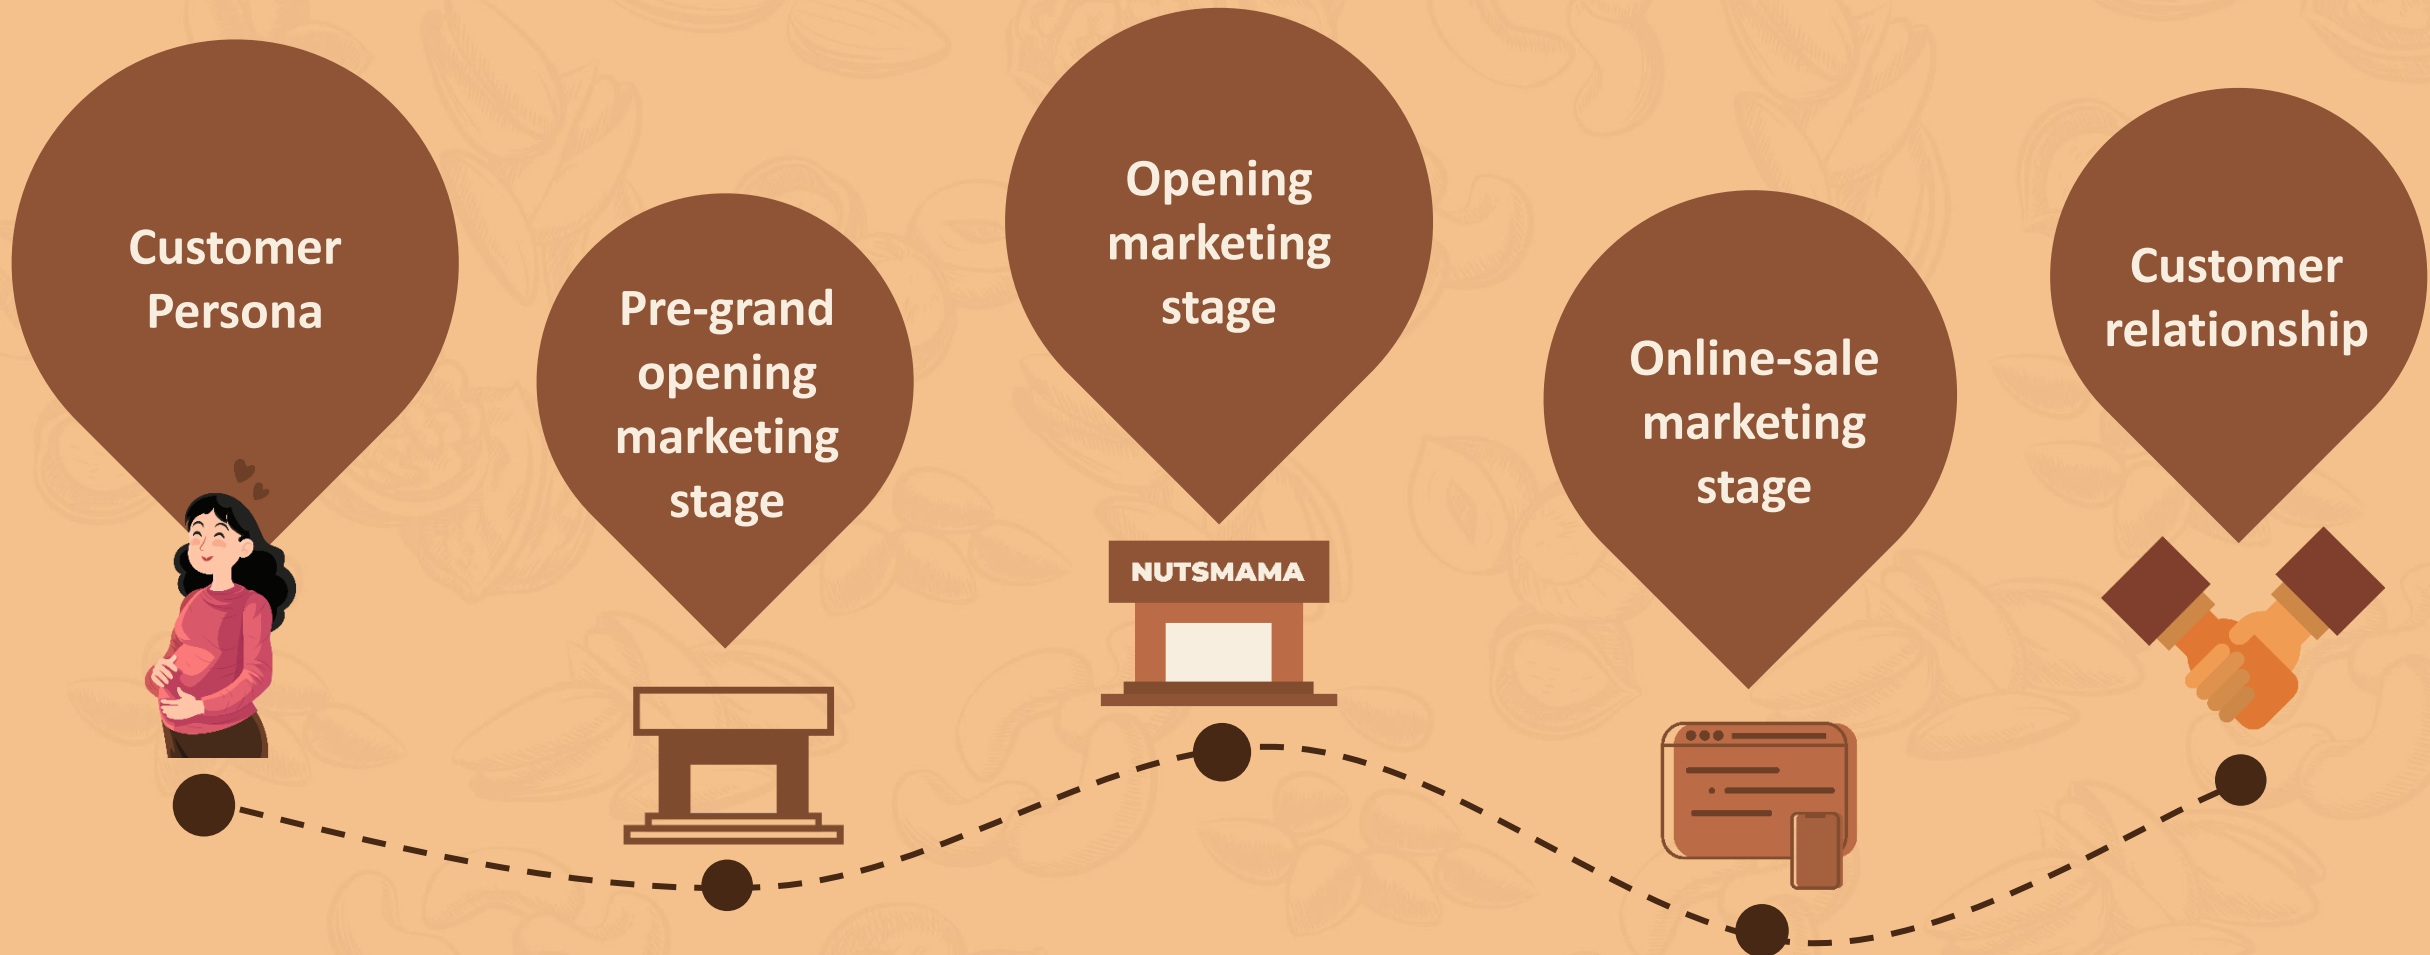 Customer
Persona
Pre-grand
opening
marketing
stage
Opening
marketing
stage
NUTSMAMA
Online-sale
marketing
stage
Customer
relationship